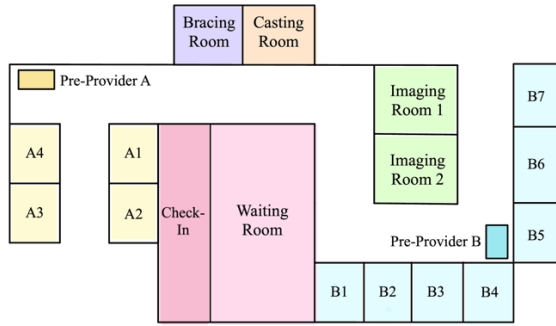 Bracing
Room
Casting
Room
Pre-Provider A
Imaging
Room 1
B7
A4
A1
Imaging
Room 2
B6
A3
A2
Check-
In
Waiting
Room
Pre-Provider B
B5
B1
B2
B3
B4